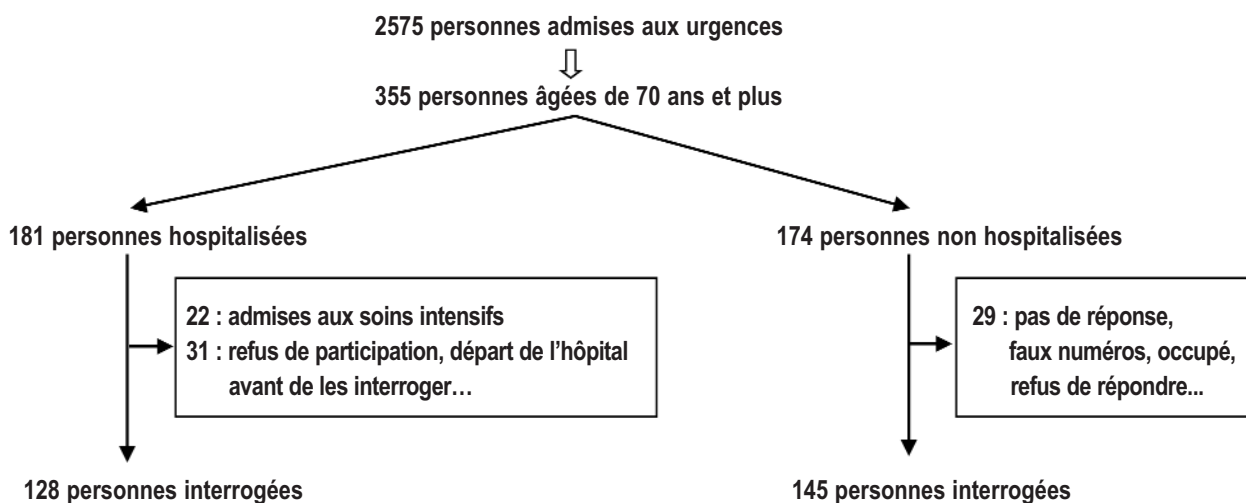 2575 personnes admises aux urgences
355 personnes âgées de 70 ans et plus
181 personnes hospitalisées
174 personnes non hospitalisées
22 : admises aux soins intensifs
31 : refus de participation, départ de l’hôpital
avant de les interroger…
29 : pas de réponse,
faux numéros, occupé,
refus de répondre...
128 personnes interrogées
145 personnes interrogées